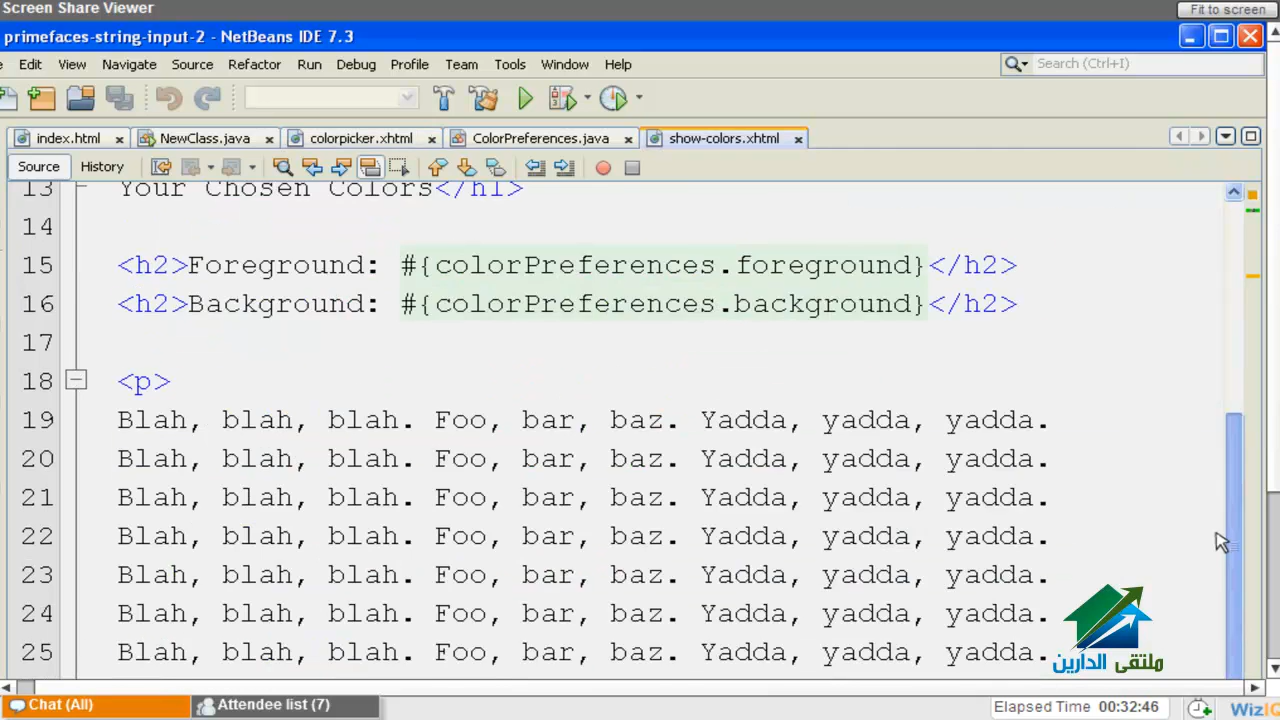 Screen Share Viewer
Fit to screen
primefaces-string-input-2 - NetBeans IDE 7.3
Edit View Navigate Source Refactor Run Debug Profile Team Tools Window Help
Search (Ctrl+I)
index.html NewClass.java colorpicker.xhtml ColorPreferences.java show-colors.xhtml
Source History
13 Your Chosen Colors</h1>
14
15 <h2>Foreground: #{colorPreferences.foreground}</h2>
16 <h2>Background: #{colorPreferences.background}</h2>
17
18 <p>
19 Blah, blah, blah. Foo, bar, baz. Yadda, yadda, yadda.
20 Blah, blah, blah. Foo, bar, baz. Yadda, yadda, yadda.
21 Blah, blah, blah. Foo, bar, baz. Yadda, yadda, yadda.
22 Blah, blah, blah. Foo, bar, baz. Yadda, yadda, yadda.
23 Blah, blah, blah. Foo, bar, baz. Yadda, yadda, yadda.
24 Blah, blah, blah. Foo, bar, baz. Yadda, yadda, yadda.
25 Blah, blah, blah. Foo, bar, baz. Yadda, yadda, yadda.
ملتقى الدارين
Chat (All) Attendee list (7) Elapsed Time 00:32:46 WizIQ